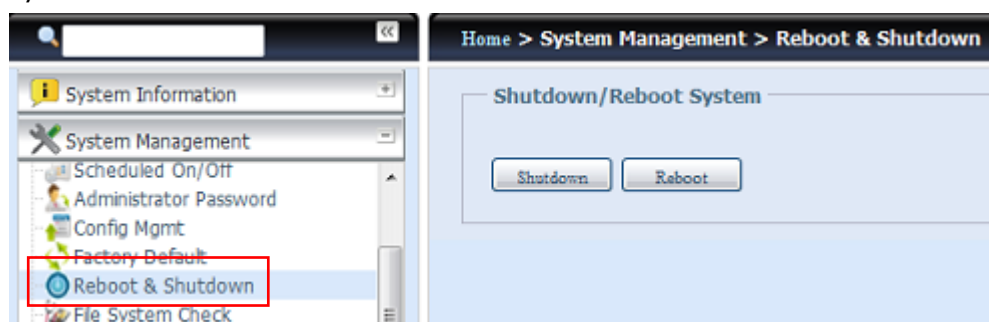 Home > System Management > Reboot & Shutdown
System Information
System Management
Scheduled On/Off
Administrator Password
Config Mgmt
Factory Default
Reboot & Shutdown
File System Check
Shutdown/Reboot System
Shutdown Reboot